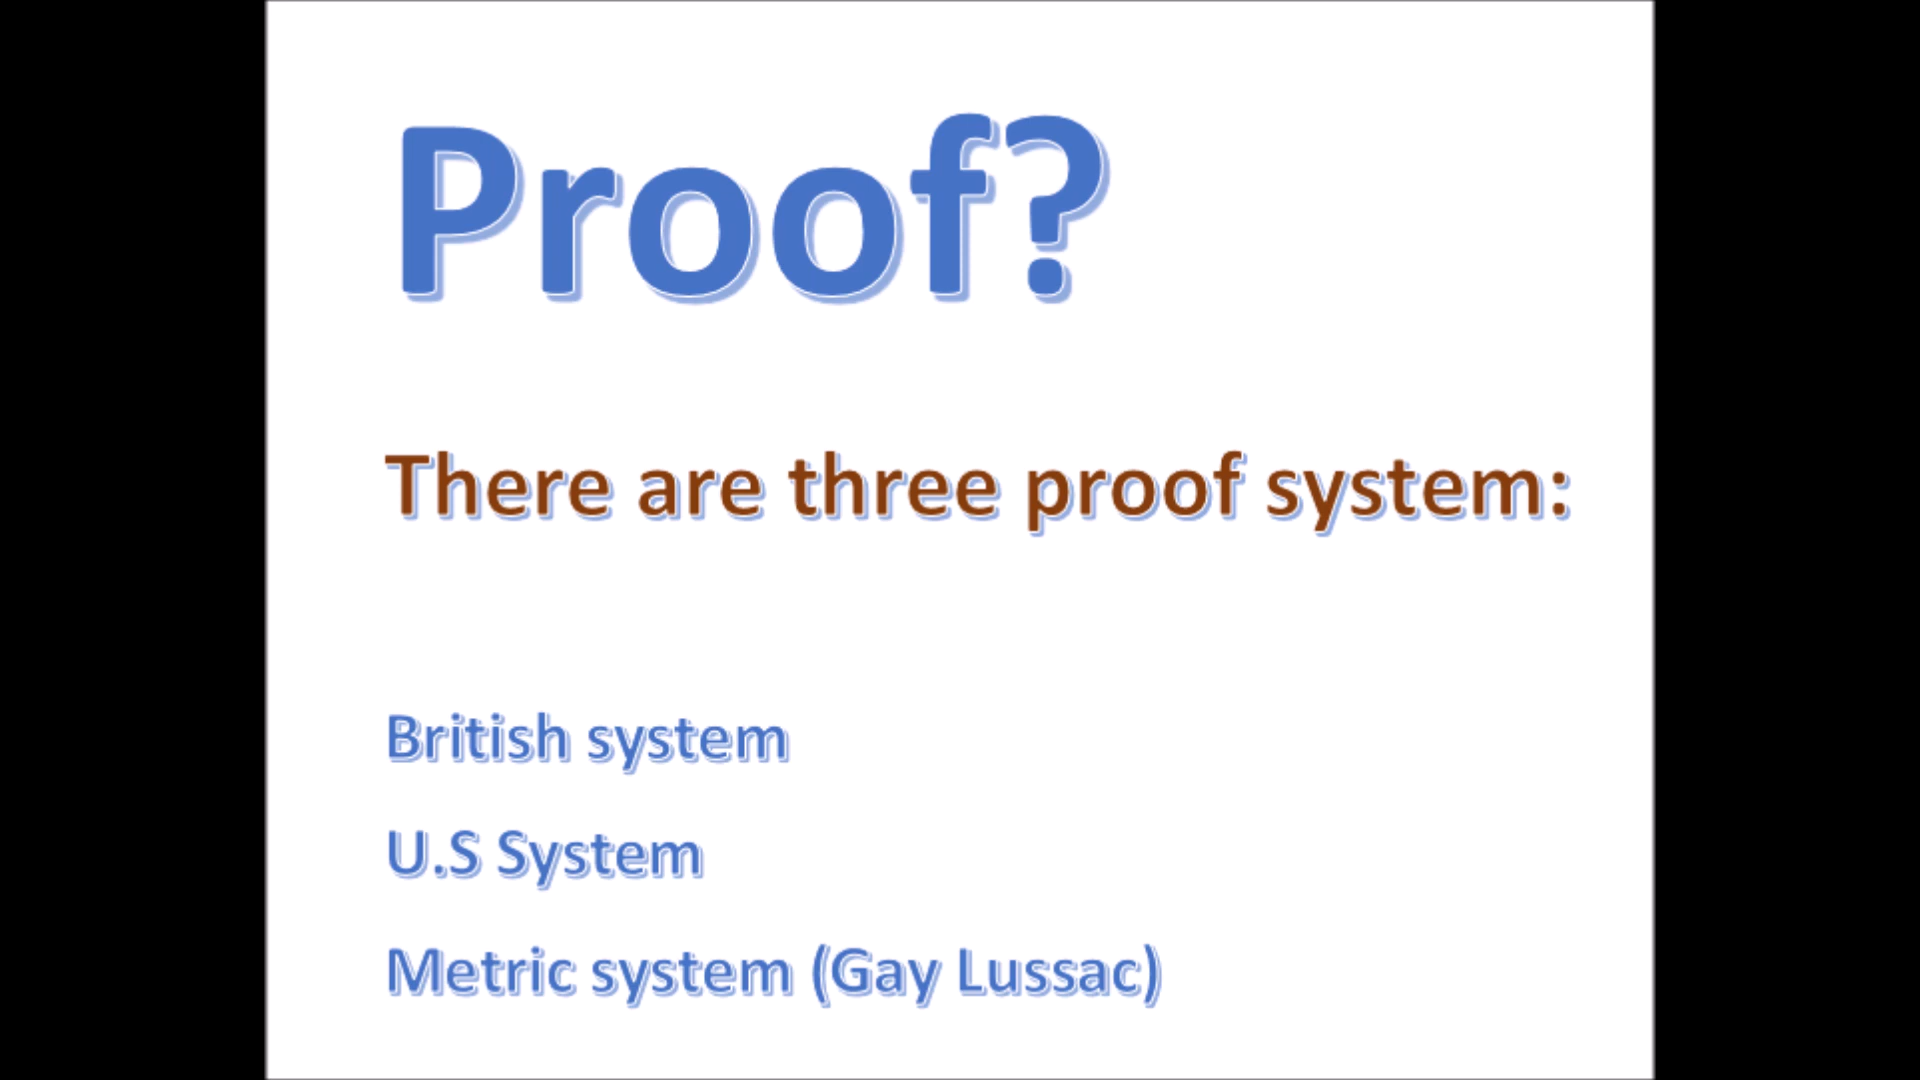 Proof?
There are three proof system:
British system
U.S System
Metric system (Gay Lussac)